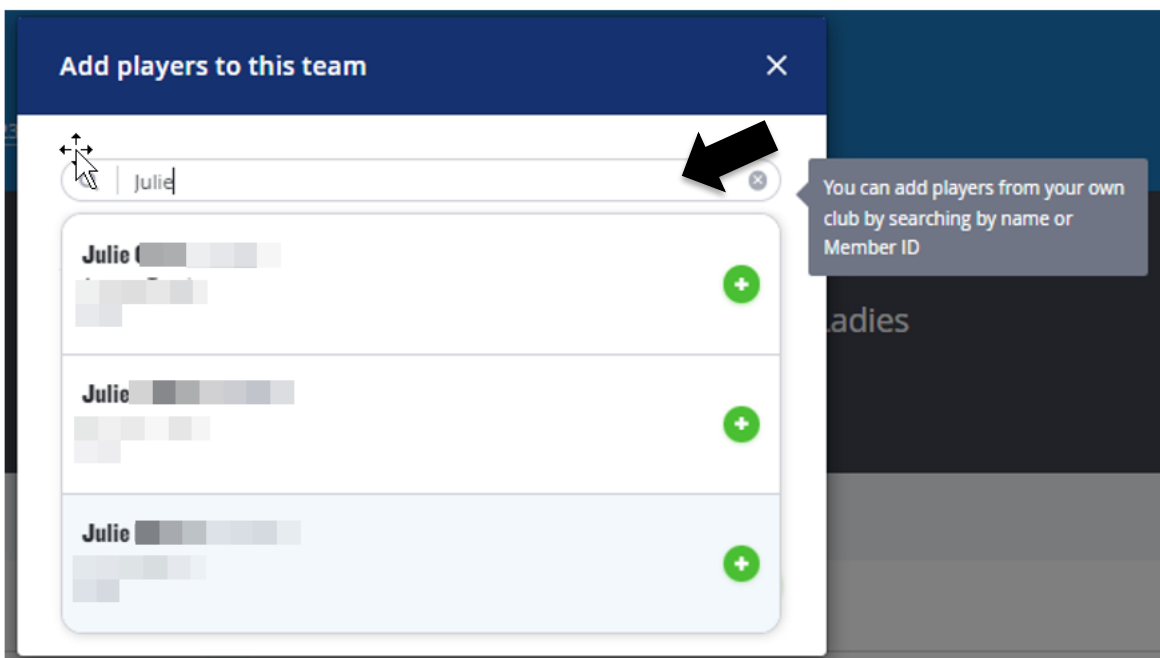 Add players to this team
Julie
You can add players from your own
club by searching by name or
Member ID
Julie
Julie
Julie
adies